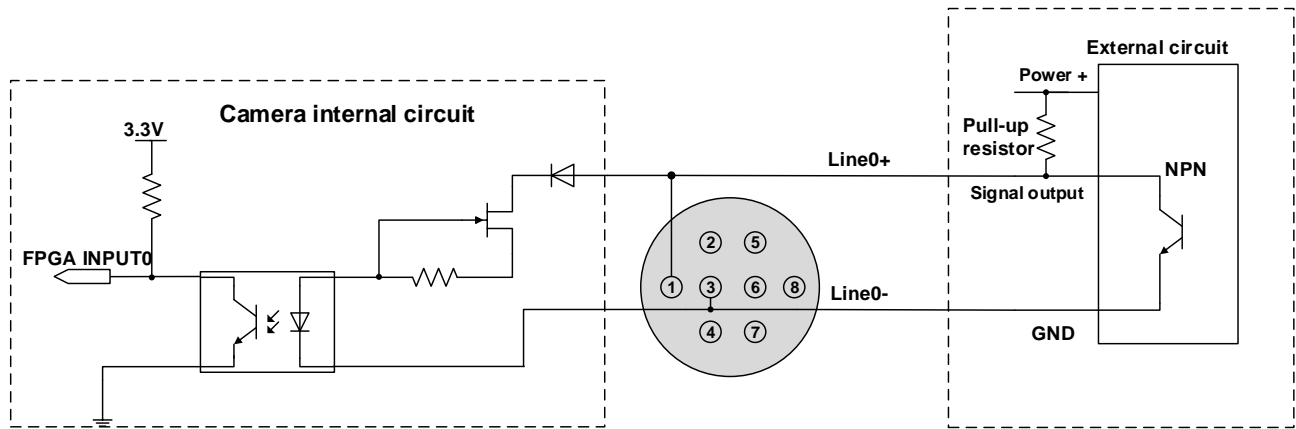 External circuit
Power +
Camera internal circuit
3.3V
Pull-up
resistor
Line0+
NPN
Signal output
FPGA INPUT0
2 5
1 3 6 8
Line0-
4 7
GND